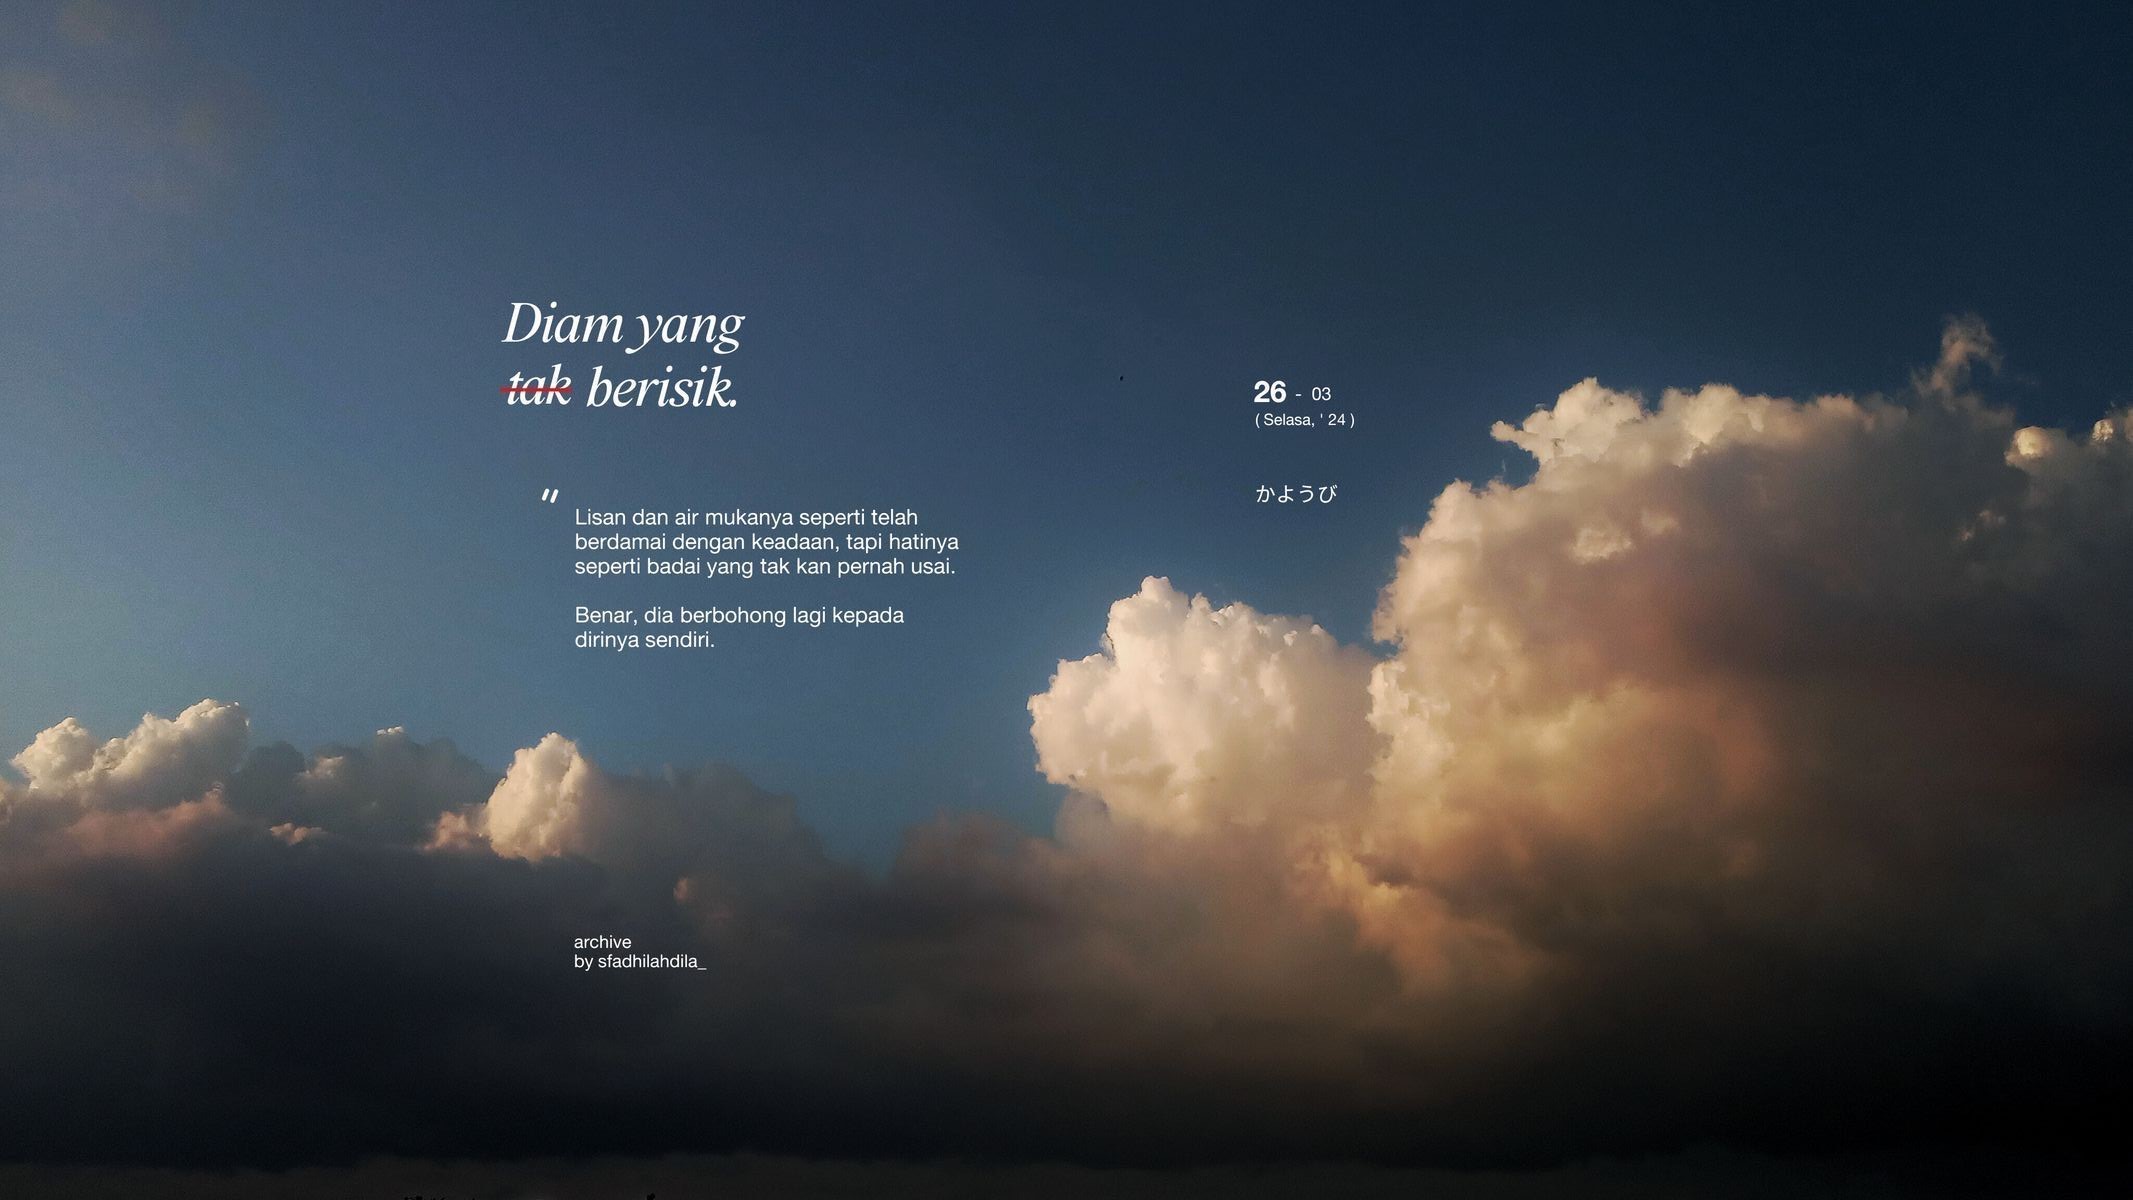 Diam yang
tak berisik.
26 - 03
( Selasa, ' 24 )
かようび
"
Lisan dan air mukanya seperti telah
berdamai dengan keadaan, tapi hatinya
seperti badai yang tak kan pernah usai.
Benar, dia berbohong lagi kepada
dirinya sendiri.
archive
by sfadhilahdila_